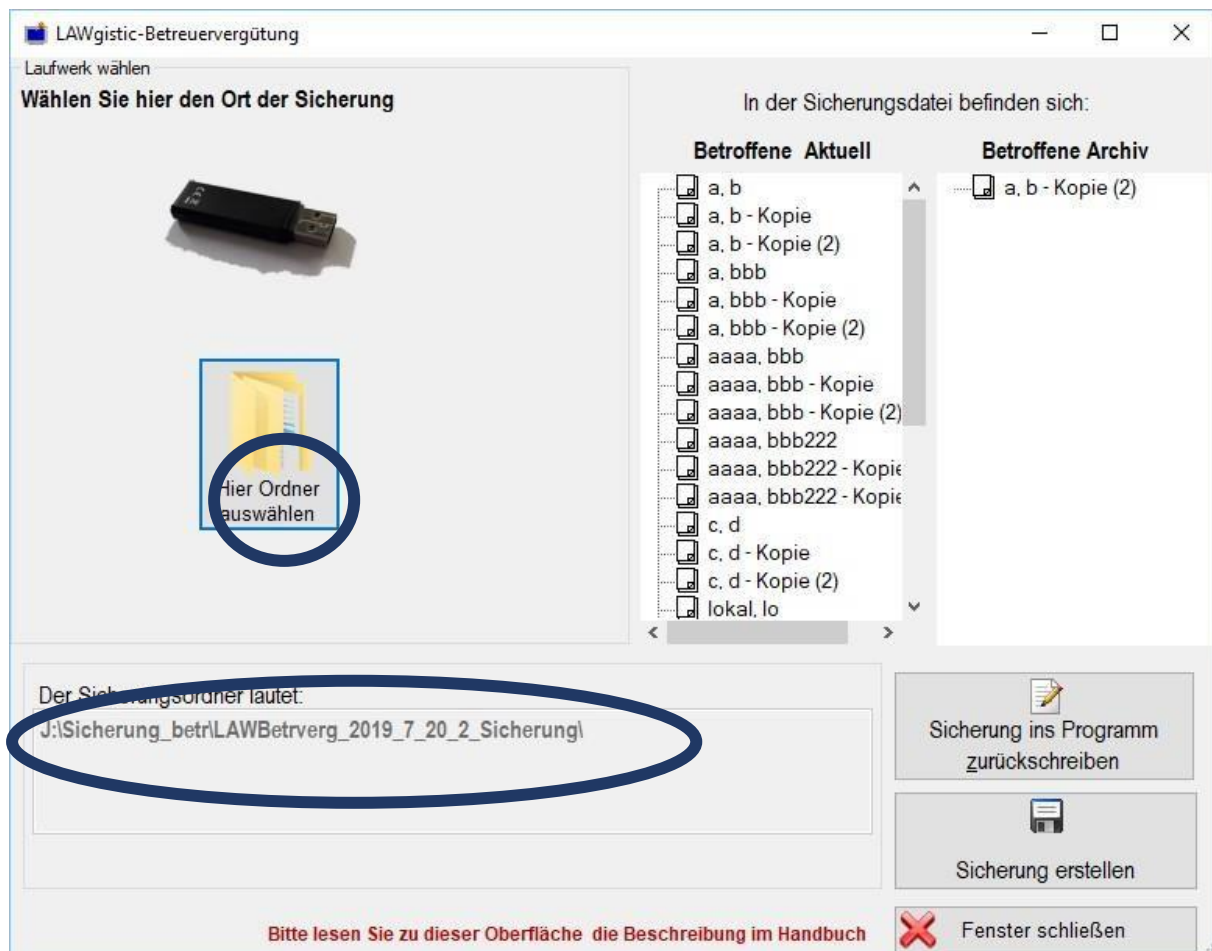 LAWgistic-Betreuervergütung
Laufwerk wählen
Wählen Sie hier den Ort der Sicherung
Hier Ordner
auswählen
In der Sicherungsdatei befinden sich:
Betroffene Aktuell
a, b
a, b - Kopie
a, b - Kopie (2)
a, bbb
a, bbb - Kopie
a, bbb - Kopie (2)
aaaa, bbb
aaaa, bbb - Kopie
aaaa, bbb - Kopie (2)
aaaa, bbb222
aaaa, bbb222 - Kopie
aaaa, bbb222 - Kopie
c, d
c, d - Kopie
c, d - Kopie (2)
lokal, lo
Betroffene Archiv
a, b - Kopie (2)
Der Sicherungsordner lautet:
J:\Sicherung_betr\LAWBetrverg_2019_7_20_2_Sicherung\
Sicherung ins Programm
zurückschreiben
Sicherung erstellen
Bitte lesen Sie zu dieser Oberfläche die Beschreibung im Handbuch
Fenster schließen